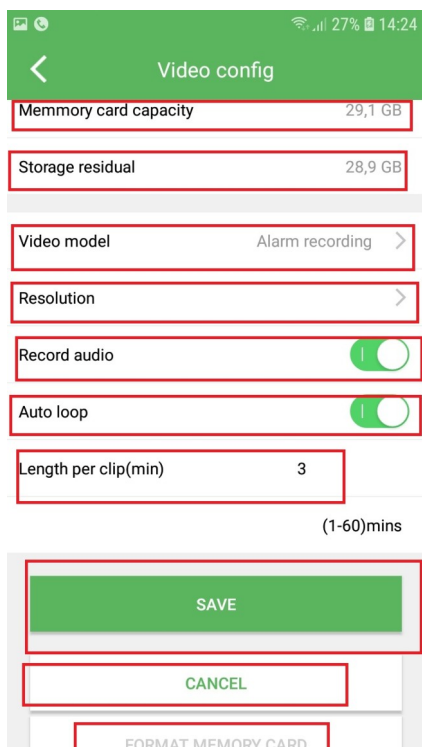 27% 14:24
Video config
Memmory card capacity 29,1 GB
Storage residual 28,9 GB
Video model Alarm recording
Resolution
Record audio
Auto loop
Length per clip(min) 3
(1-60)mins
SAVE
CANCEL
FORMAT MEMORY CARD